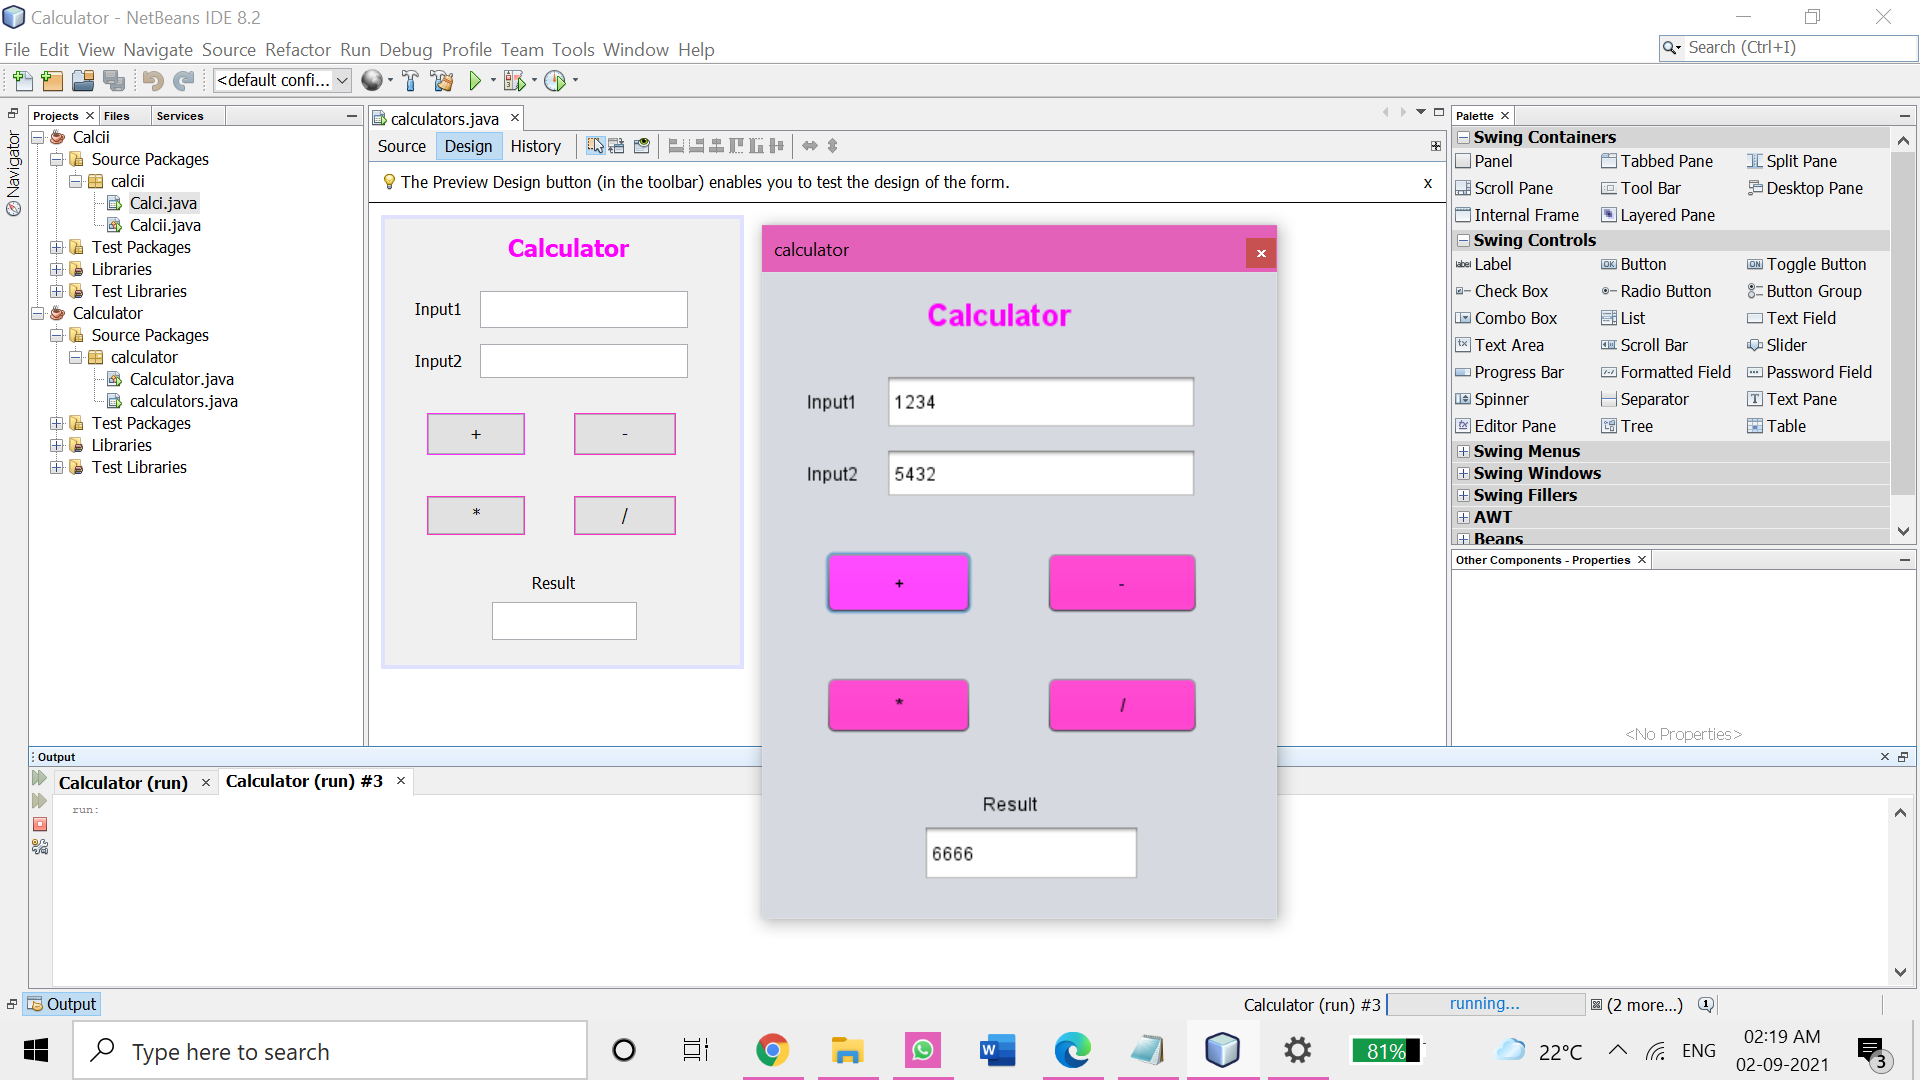 Calculator - NetBeans IDE 8.2
File Edit View Navigate Source Refactor Run Debug Profile Team Tools Window Help
Search (Ctrl+I)
<default confi...
Projects Files Services
Navigator
Calcii
Source Packages
calcii
Calci.java
Calcii.java
Test Packages
Libraries
Test Libraries
Calculator
Source Packages
calculator
Calculator.java
calculators.java
Test Packages
Libraries
Test Libraries
calculators.java
Source Design History
The Preview Design button (in the toolbar) enables you to test the design of the form. x
Calculator
Input1
Input2
+ -
* /
Result
calculator
Calculator
Input1 1234
Input2 5432
+ -
* /
Result
6666
Palette
Swing Containers
Panel Tabbed Pane Split Pane
Scroll Pane Tool Bar Desktop Pane
Internal Frame Layered Pane
Swing Controls
Label Button Toggle Button
Check Box Radio Button Button Group
Combo Box List Text Field
Text Area Scroll Bar Slider
Progress Bar Formatted Field Password Field
Spinner Separator Text Pane
Editor Pane Tree Table
Swing Menus
Swing Windows
Swing Fillers
AWT
Beans
Other Components - Properties
<No Properties>
Output
Calculator (run) Calculator (run) #3
run:
Output
Calculator (run) #3 running... (2 more...)
Type here to search
81%
22°C
ENG
02:19 AM
02-09-2021
3